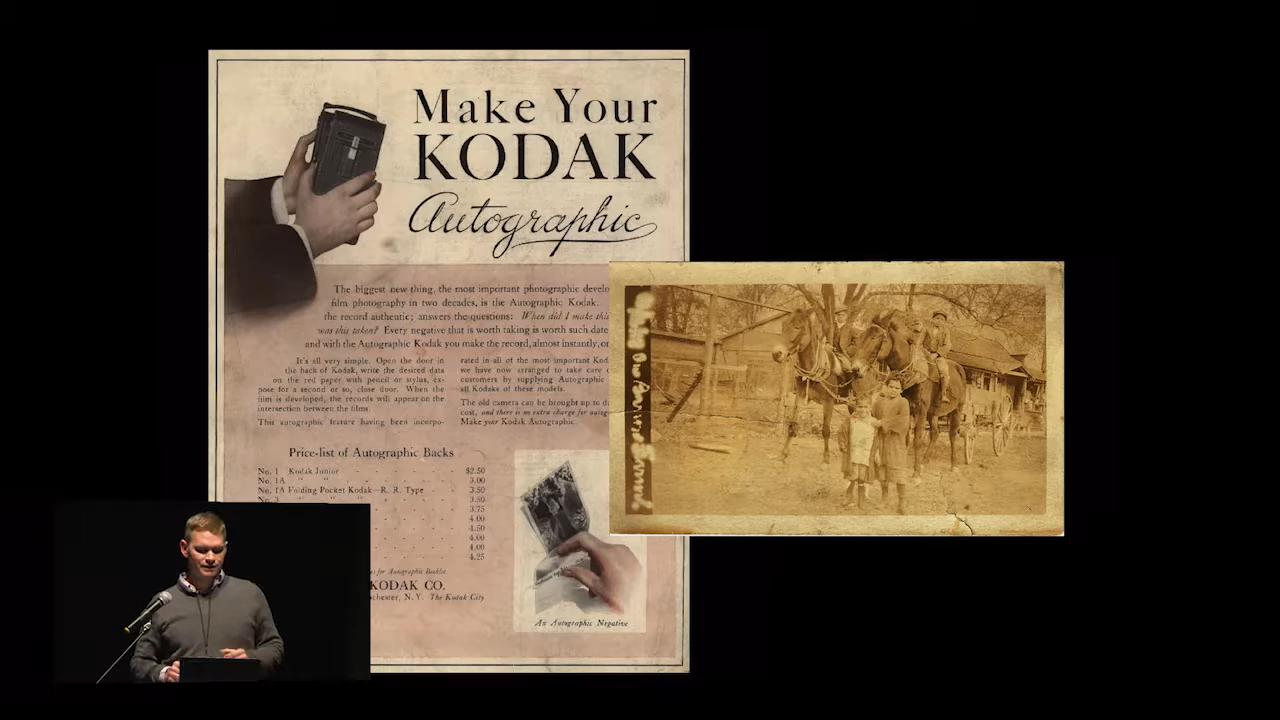 Make Your
KODAK
Autographic
The biggest new thing, the most important photographic develo
film photography in two decades, is the Autographic Kodak.
the record authentic; answers the questions: When did I make this
was this taken? Every negative that is worth taking is worth such date
and with the Autographic Kodak you make the record, almost instantly, or
It's all very simple. Open the door in
the back of Kodak, write the desired data
on the red paper with pencil or stylus, ex-
pose for a second or so, close door. When the
film is developed, the records will appear on the
intersection between the films.
This autographic feature having been incorpo-
rated in all of the most important Kod
we have now arranged to take care o
customers by supplying Autographic
all Kodaks of these models.
The old camera can be brought up to d
cost, and there is no extra charge for autog
Make your Kodak Autographic.
Price-list of Autographic Backs
No. 1 Kodak Junior $2.50
No. 1A " " 3.00
No. 1A Folding Pocket Kodak—R. R. Type 3.50
No. 3 " " 3.50
3.75
4.00
4.50
4.00
4.00
4.25
for Autographic Booklet
KODAK CO.
chester, N. Y. The Kodak City
An Autographic Negative